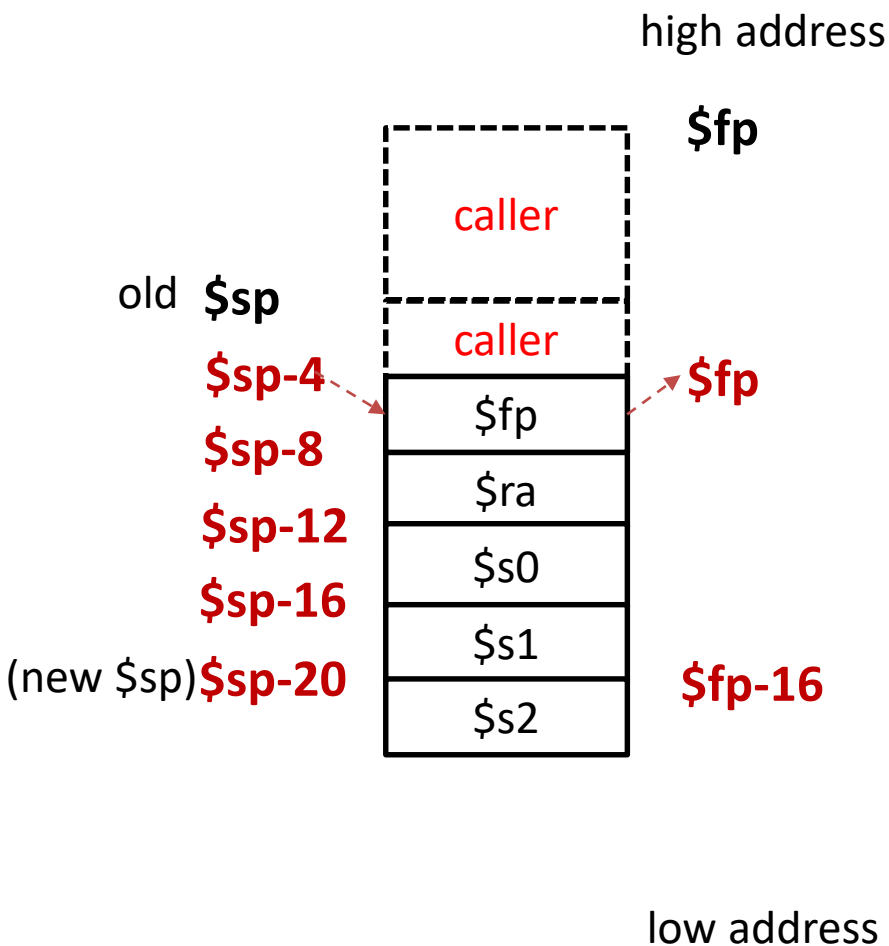 high address
$fp
caller
old $sp
caller
$sp-4
$fp
$fp
$sp-8
$ra
$sp-12
$s0
$sp-16
$s1
(new $sp)$sp-20
$fp-16
$s2
low address